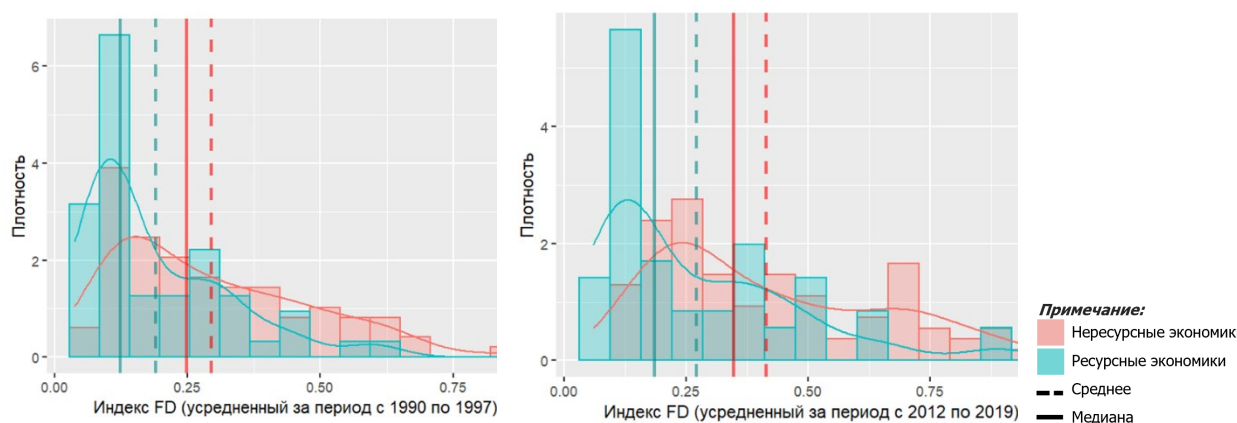 Плотность
6
4
2
0
0.00
0.25
0.50
0.75
Индекс FD (усредненный за период с 1990 по 1997)
Плотность
4
2
0
0.00
0.25
0.50
0.75
Индекс FD (усредненный за период с 2012 по 2019)
Примечание:
Нересурсные экономик
Ресурсные экономики
Среднее
Медиана